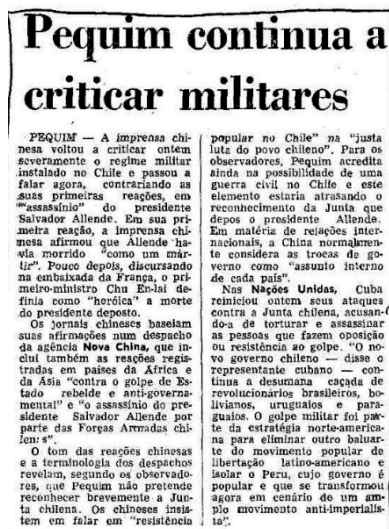 Pequim continua a
criticar militares
PEQUIM — A imprensa chi-
nesa voltou a criticar ontem
severamente o regime militar
instalado no Chile e passou a
falar agora, contrariando as
suas primeiras reações, em
"assassínio" do presidente
Salvador Allende. Em sua pri-
meira reação, a imprensa chi-
nesa afirmou que Allende ha-
via morrido "como um már-
tir". Pouco depois, discursando
na embaixada da França, o pri-
meiro-ministro Chu En-lai de-
finia como "heróica" a morte
do presidente deposto.
Os jornais chineses baseiam
suas afirmações num despacho
da agência Nova China, que in-
clui também as reações regis-
tradas em países da África e
da Ásia "contra o golpe de Es-
tado rebelde e anti-governa-
mental" e "o assassínio do pre-
sidente Salvador Allende por
parte das Forças Armadas chi-
lenas".
O tom das reações chinesas
e a terminologia dos despachos
revelam, segundo os observado-
res, que Pequim não pretende
reconhecer brevemente a Jun-
ta chilena. Os chineses insis-
tem em falar em "resistência
popular no Chile" na "justa
luta do povo chileno". Para os
observadores, Pequim acredita
ainda na possibilidade de uma
guerra civil no Chile e este
elemento estaria atrasando o
reconhecimento da Junta que
depos o presidente Allende.
Em matéria de relações inter-
nacionais, a China normalmente
considera as trocas de go-
verno como "assunto interno
de cada país".
Nas Nações Unidas, Cuba
reiniciou ontem seus ataques
contra a Junta chilena, acusan-
do-a de torturar e assassinar
as pessoas que fazem oposição
ou resistência ao golpe. "O no-
vo governo chileno — disse o
representante cubano — con-
tinua a desumana caçada de
revolucionários brasileiros, bo-
livianos, uruguaios e para-
guaios. O golpe militar foi par-
te da estratégia norte-america-
na para eliminar outro baluar-
te do movimento popular de
libertação latino-americano e
isolar o Peru, cujo governo é
popular e que se transformou
agora em cenário de um am-
plo movimento anti-imperialis-
ta".